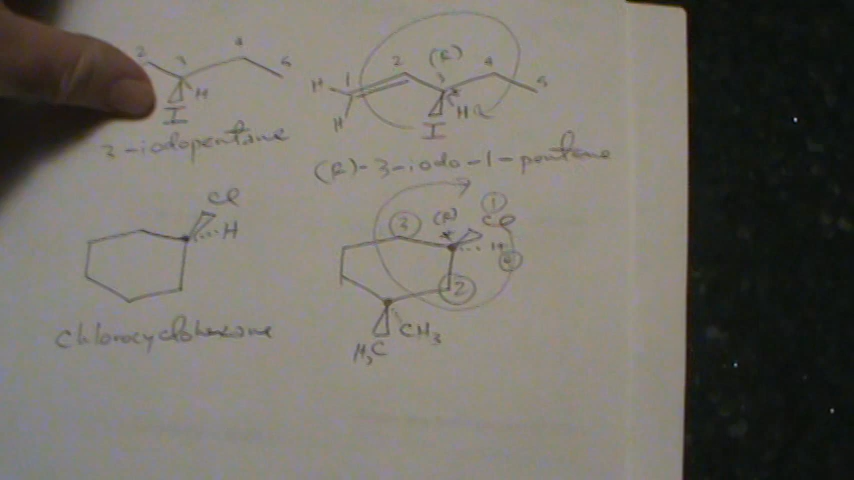 2 3 4 5
H
I
3-iodopentane
H 1 2 (R) 3 4 5
H
H
I
(R)-3-iodo-1-pentene
Cl
H
Chlorocyclohexane
3 (R) 1
Cl
H
2
CH3
H3C